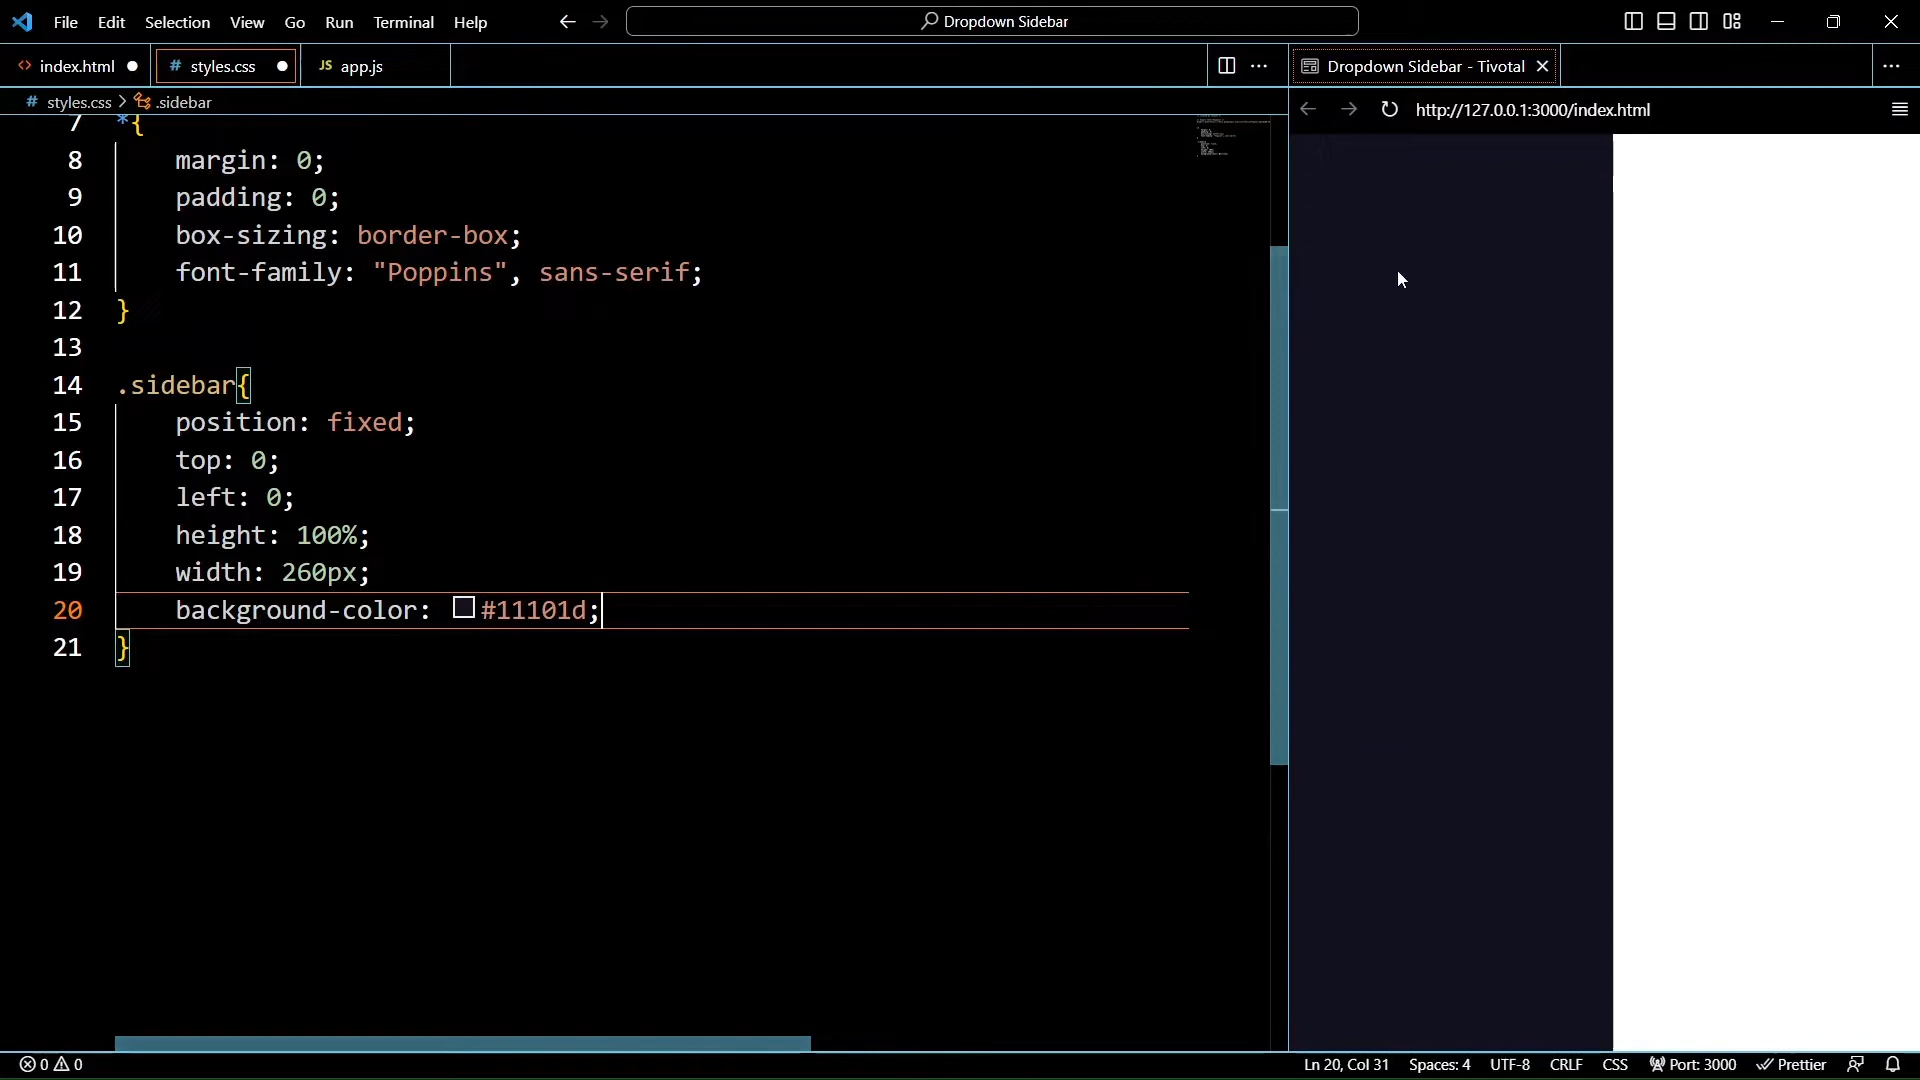 File Edit Selection View Go Run Terminal Help
Dropdown Sidebar
index.html
# styles.css
JS app.js
Dropdown Sidebar - Tivotal
# styles.css > .sidebar
http://127.0.0.1:3000/index.html
7 *{
8 margin: 0;
9 padding: 0;
10 box-sizing: border-box;
11 font-family: "Poppins", sans-serif;
12 }
13
14 .sidebar{
15 position: fixed;
16 top: 0;
17 left: 0;
18 height: 100%;
19 width: 260px;
20 background-color: #11101d;
21 }
0 0
Ln 20, Col 31 Spaces: 4 UTF-8 CRLF CSS Port: 3000 Prettier